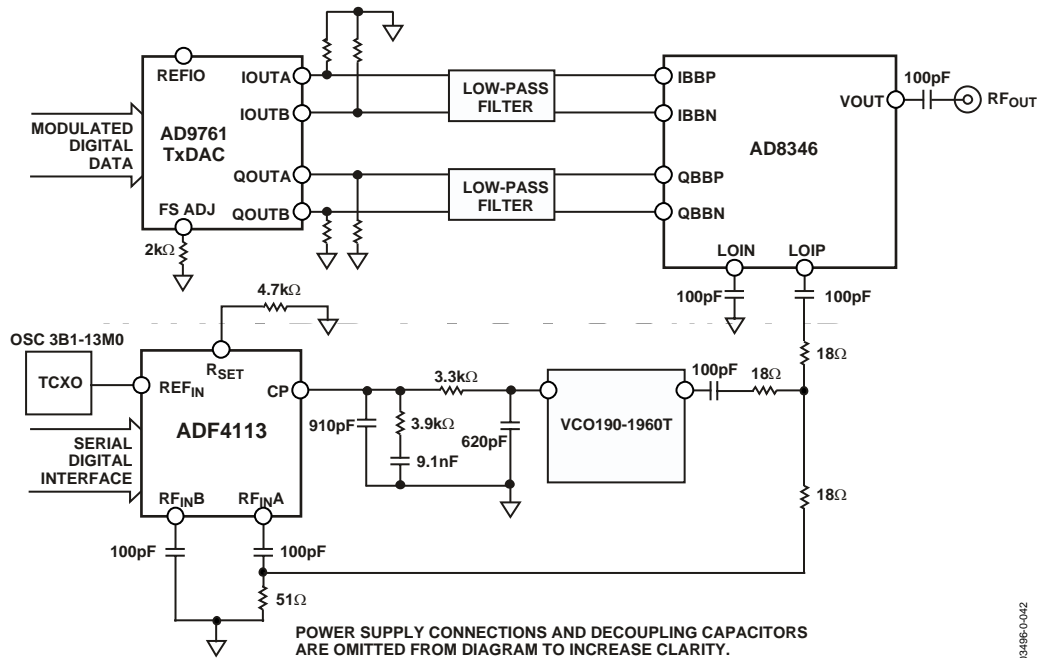 REFIO
IOUTA
IOUTB
QOUTA
QOUTB
FS ADJ
MODULATED
DIGITAL
DATA
AD9761
TxDAC
2kΩ
LOW-PASS
FILTER
LOW-PASS
FILTER
IBBP
IBBN
QBBP
QBBN
AD8346
VOUT
100pF
RFOUT
LOIN
LOIP
100pF
100pF
18Ω
4.7kΩ
OSC 3B1-13M0
TCXO
RSET
REFIN
CP
ADF4113
SERIAL
DIGITAL
INTERFACE
RFINB
RFINA
100pF
100pF
51Ω
910pF
3.3kΩ
3.9kΩ
9.1nF
620pF
VCO190-1960T
100pF
18Ω
18Ω
POWER SUPPLY CONNECTIONS AND DECOUPLING CAPACITORS
ARE OMITTED FROM DIAGRAM TO INCREASE CLARITY.
03496-0-042